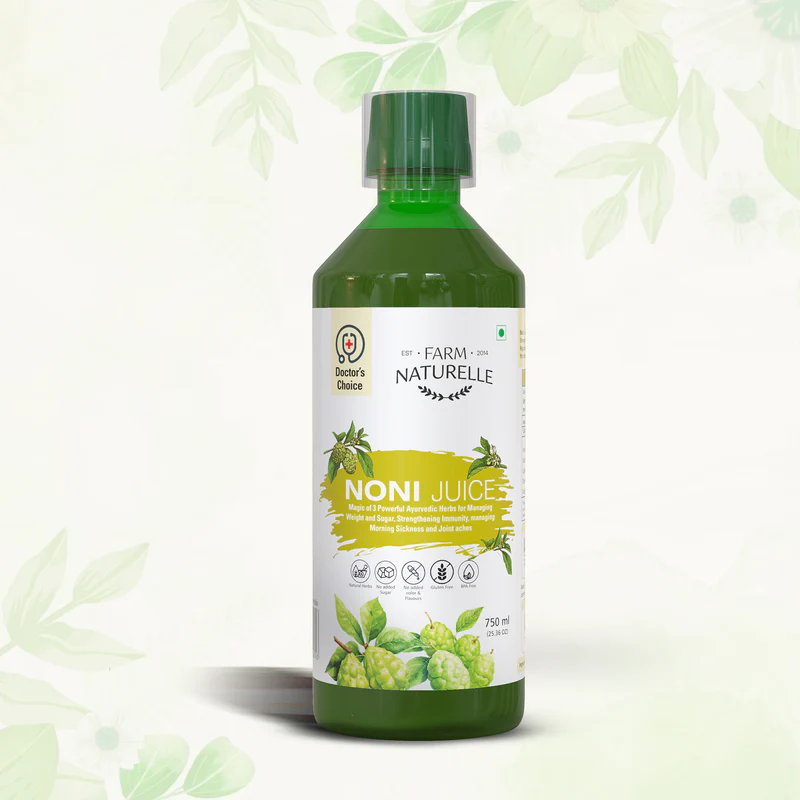 Doctor's
Choice
EST • FARM • 2014
NATURELLE
NONI JUICE
Magic of 3 Powerful Ayurvedic Herbs for Managing
Weight and Sugar, Strengthening Immunity, managing
Morning Sickness and Joint aches
Natural Herbs No added Sugar No added color & Flavours Gluten Free BPA Free
750 ml
(25.36 OZ)